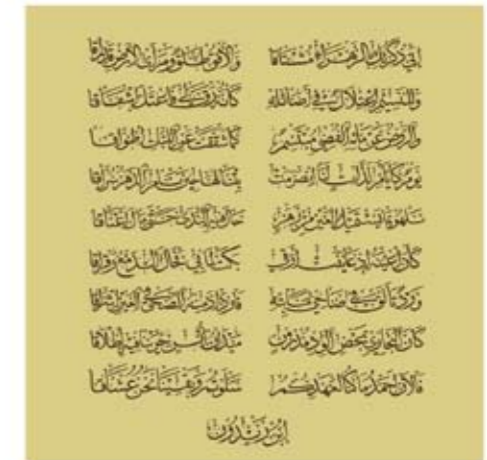 إني ذكرتك بالزهراء مشتاقا والأفق طلق ومرأى الأرض قد راقا
وللنسيم اعتلال في أصائله كأنه رق لي فاعتل إشفاقا
والروض عن مائه الفضي مبتسم كما شققت عن اللبات أطواقا
يوم كأيام لذات لنا انصرمت بتنا لها حين نام الدهر سراقا
نلهو بما يستميل العين من زهر جال الندى فيه حتى مال أعناقا
كأن أعينه إذ عاينت أرقي بكت لما بي فجال الدمع رقراقا
ورد تألق في ضاحي منابته فازداد منه الضحى في العين إشراقا
كان التجاري بمحض الود مذ زمن ميدان أنس جرينا فيه أطلاقا
فالآن أحمد ما كنا لعهدكم سلوتم وبقينا نحن عشاقا
ابن زيدون